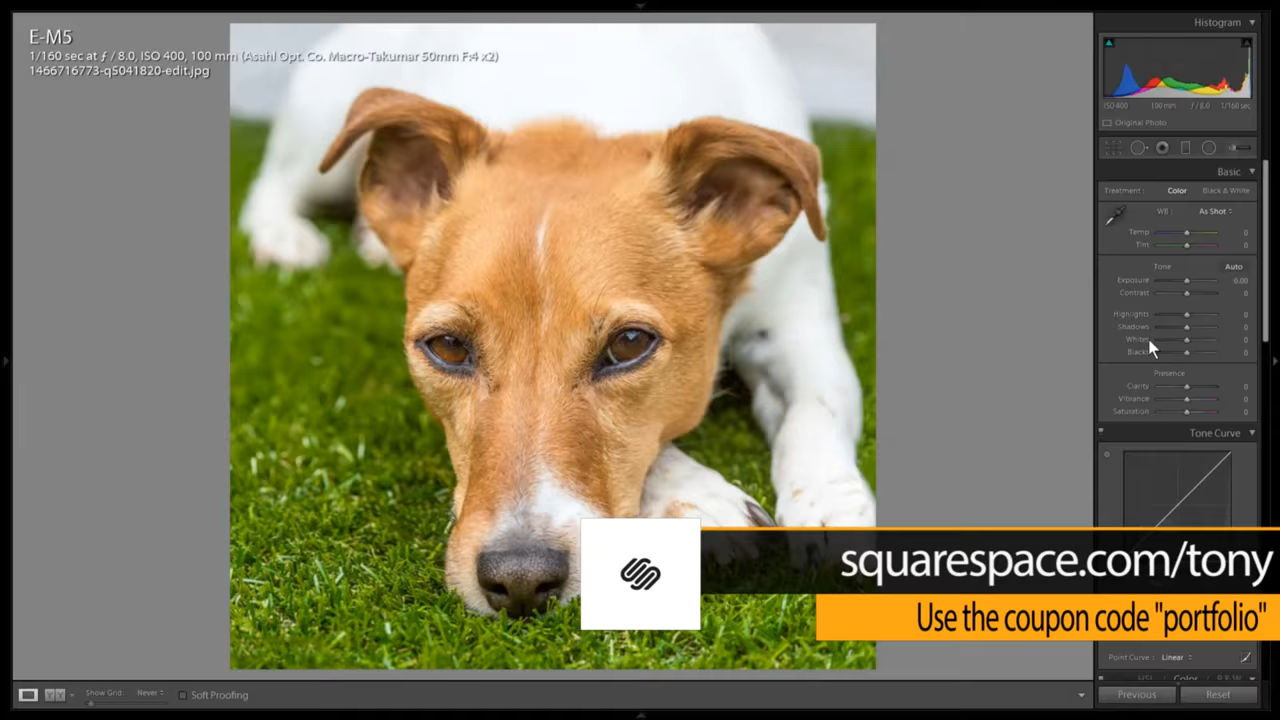 E-M5
1/160 sec at ƒ / 8.0, ISO 400, 100 mm (Asahi Opt. Co. Macro-Takumar 50mm F:4 x2)
1466716773-q5041820-edit.jpg
Histogram
ISO 400 100 mm ƒ / 8.0 1/160 sec
Original Photo
Basic
Treatment : Color Black & White
WB : As Shot
Temp 0
Tint 0
Tone Auto
Exposure 0.00
Contrast 0
Highlights 0
Shadows 0
Whites 0
Blacks 0
Presence
Clarity 0
Vibrance 0
Saturation 0
Tone Curve
squarespace.com/tony
Use the coupon code "portfolio"
Point Curve : Linear
HSL / Color / B & W
Show Grid: Never
Soft Proofing
Previous Reset